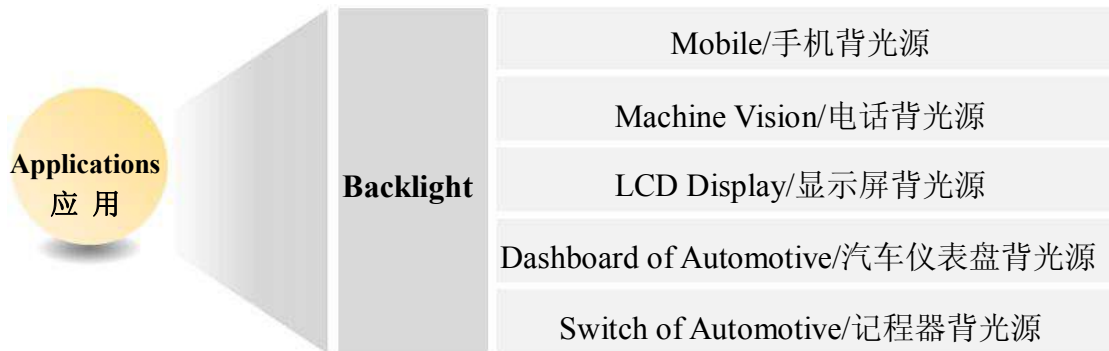 Applications
应 用
Backlight
Mobile/手机背光源
Machine Vision/电话背光源
LCD Display/显示屏背光源
Dashboard of Automotive/汽车仪表盘背光源
Switch of Automotive/记程器背光源